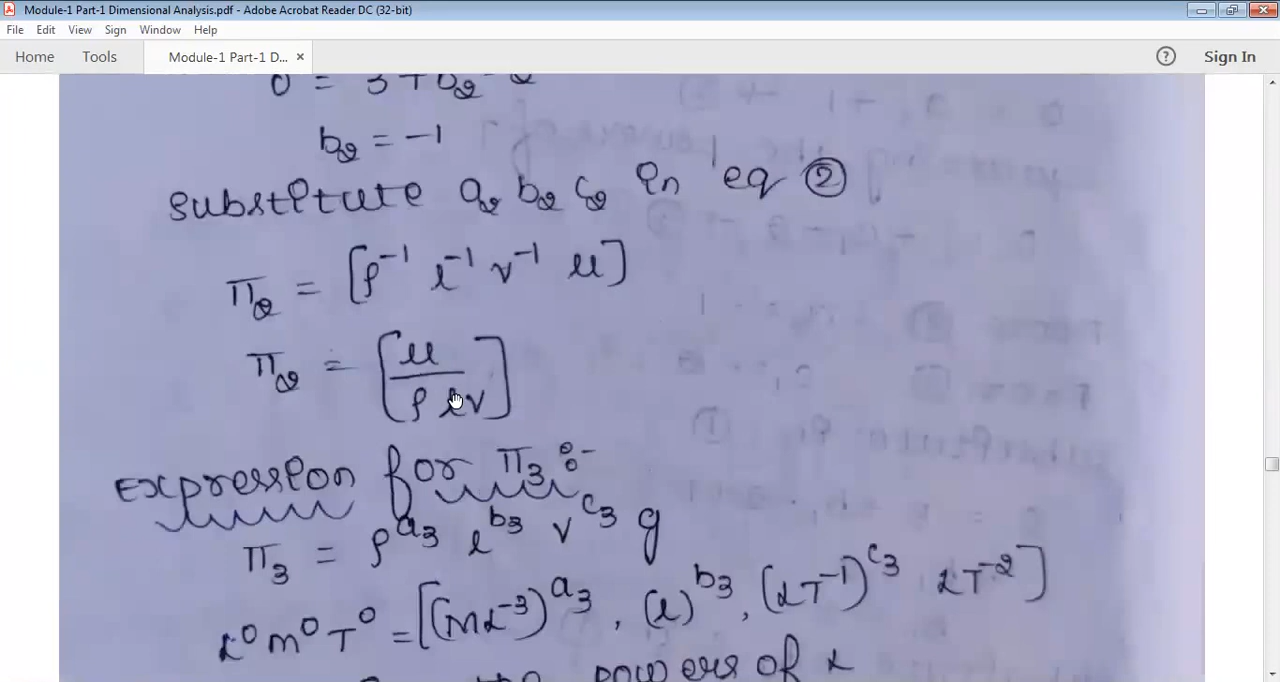 Module-1 Part-1 Dimensional Analysis.pdf - Adobe Acrobat Reader DC (32-bit)
File Edit View Sign Window Help
Home Tools Module-1 Part-1 D... × ? Sign In
b₂ = -1
substitute a₂ b₂ c₂ in eq ②
π₂ = [ρ⁻¹ l⁻¹ v⁻¹ μ]
π₂ = [μ / ρ l v]
Expression for π₃ :-
π₃ = ρ^a₃ l^b₃ v^c₃ g
L⁰ M⁰ T⁰ = [(ML⁻³)^a₃ , (L)^b₃ , (LT⁻¹)^c₃ LT⁻²]
powers of L